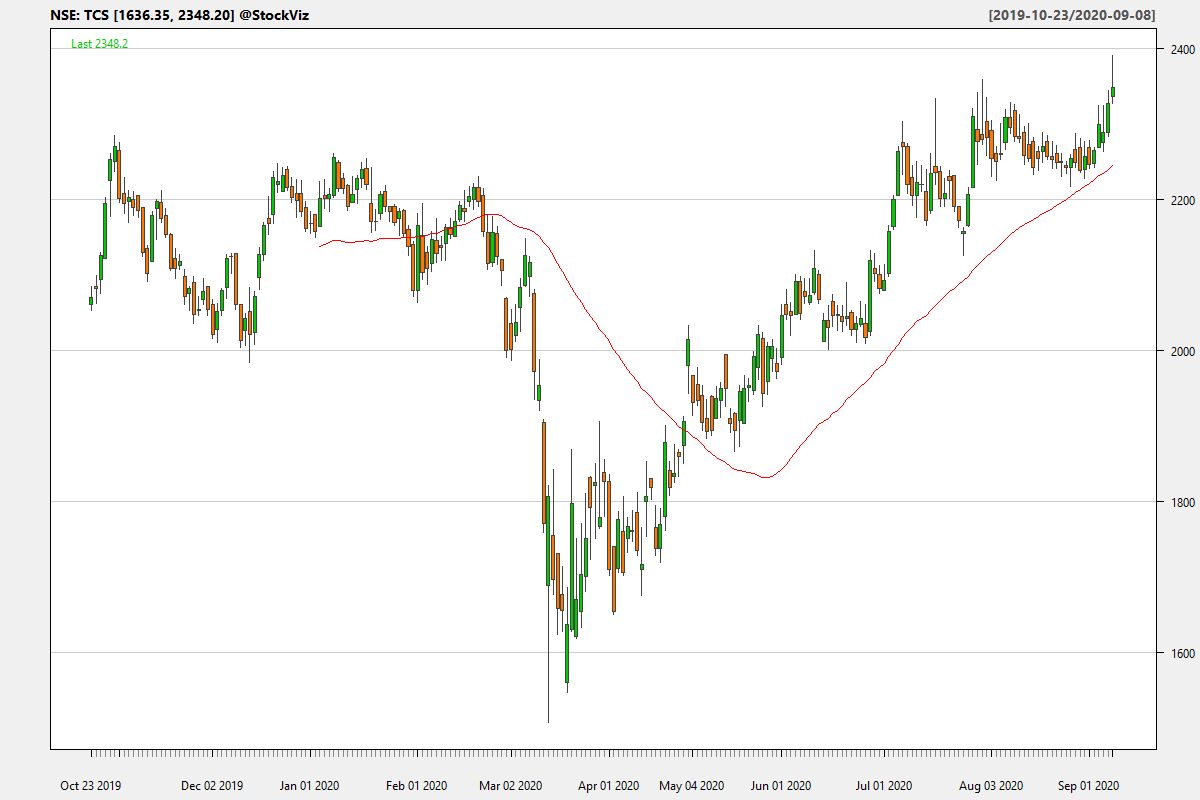 NSE: TCS [1636.35, 2348.20] @StockViz [2019-10-23/2020-09-08]
Last 2348.2
2400
2200
2000
1800
1600
Oct 23 2019 Dec 02 2019 Jan 01 2020 Feb 01 2020 Mar 02 2020 Apr 01 2020 May 04 2020 Jun 01 2020 Jul 01 2020 Aug 03 2020 Sep 01 2020